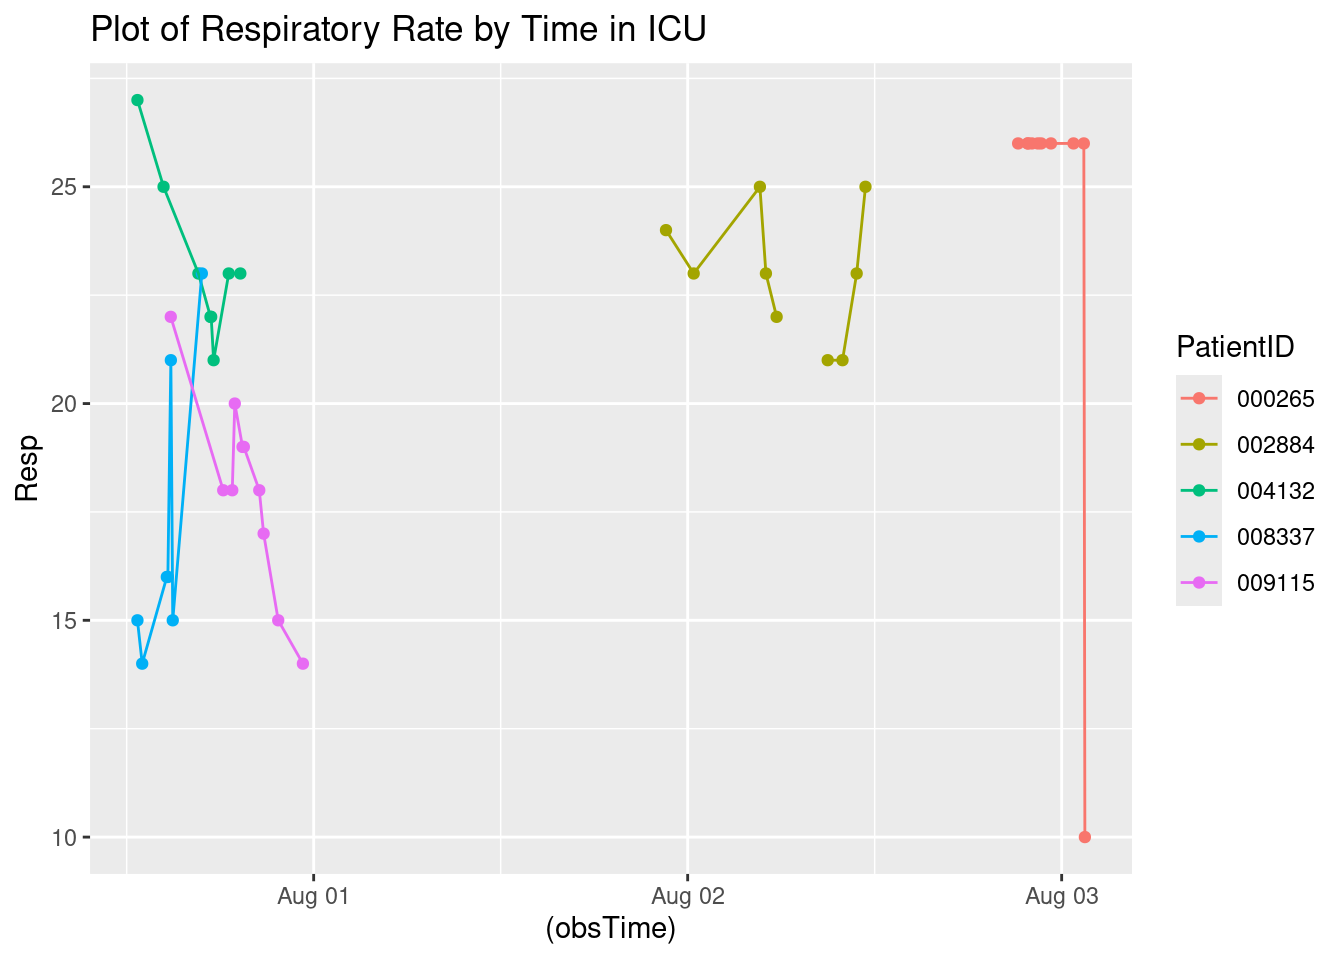 Plot of Respiratory Rate by Time in ICU
25
20
15
10
Resp
Aug 01
Aug 02
Aug 03
(obsTime)
PatientID
000265
002884
004132
008337
009115